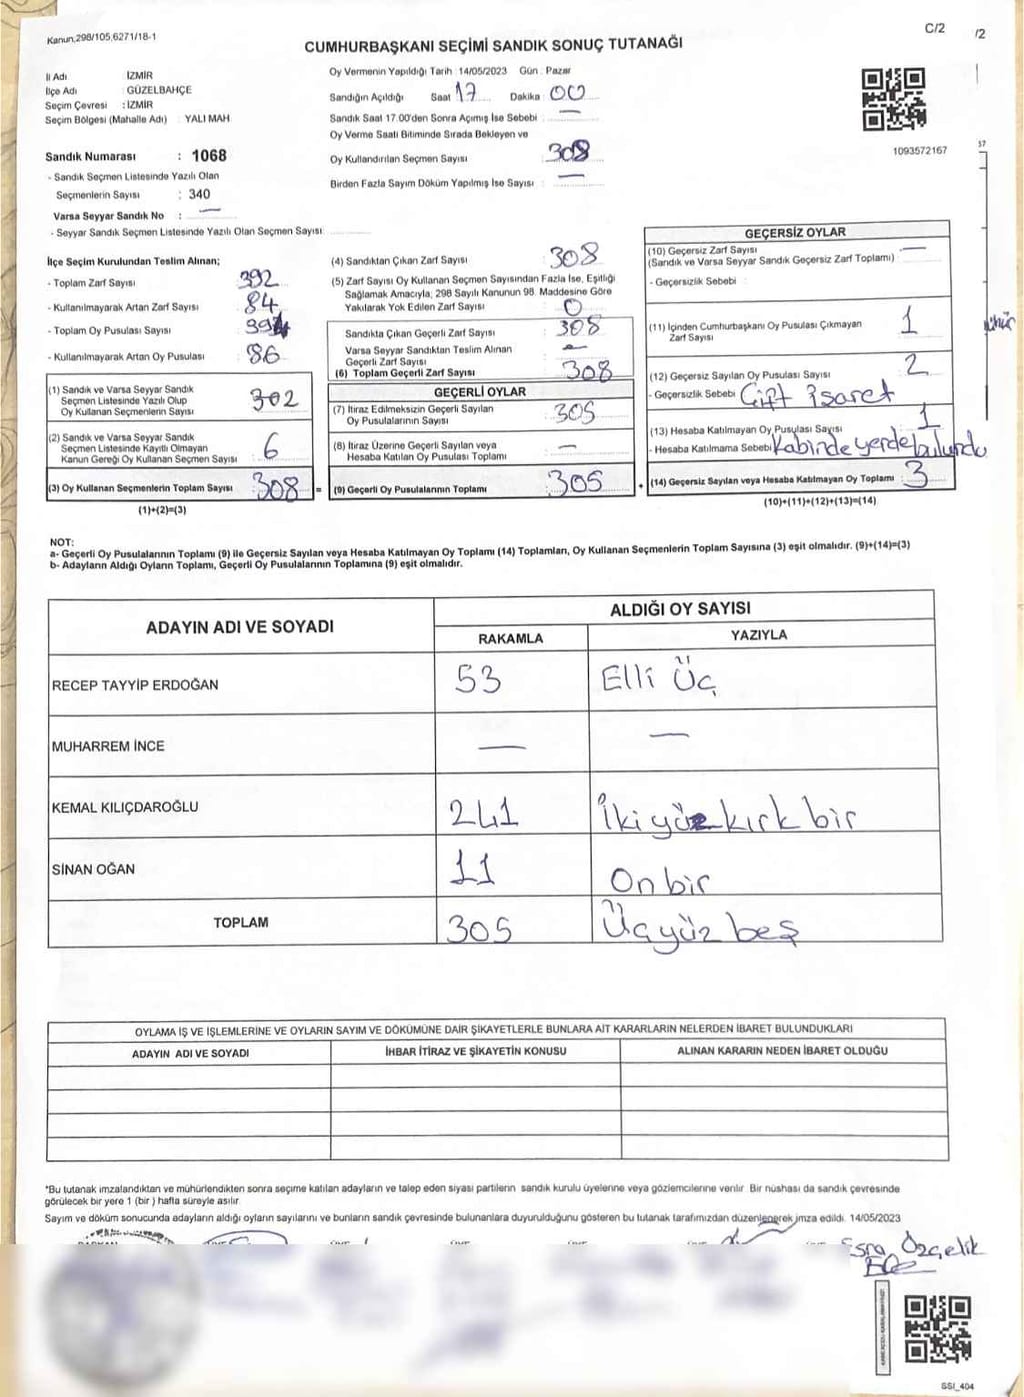 Kanun,298/105,6271/18-1
C/2
/2
CUMHURBAŞKANI SEÇİMİ SANDIK SONUÇ TUTANAĞI
İl Adı İZMİR
İlçe Adı : GÜZELBAHÇE
Seçim Çevresi : İZMİR
Seçim Bölgesi (Mahalle Adı) YALI MAH
Sandık Numarası : 1068
- Sandık Seçmen Listesinde Yazılı Olan
Seçmenlerin Sayısı : 340
Varsa Seyyar Sandık No : —
- Seyyar Sandık Seçmen Listesinde Yazılı Olan Seçmen Sayısı:
Oy Vermenin Yapıldığı Tarih : 14/05/2023 Gün : Pazar
Sandığın Açıldığı Saat 17 Dakika : 00
Sandık Saat 17.00'den Sonra Açmış İse Sebebi : —
Oy Verme Saati Bitiminde Sırada Bekleyen ve
Oy Kullandırılan Seçmen Sayısı : 308
Birden Fazla Sayım Döküm Yapılmış İse Sayısı : —
1093572167
İlçe Seçim Kurulundan Teslim Alınan;
- Toplam Zarf Sayısı 392
- Kullanılmayarak Artan Zarf Sayısı : 84
- Toplam Oy Pusulası Sayısı 394
- Kullanılmayarak Artan Oy Pusulası : 86
(1) Sandık ve Varsa Seyyar Sandık
Seçmen Listesinde Yazılı Olup
Oy Kullanan Seçmenlerin Sayısı 302
(2) Sandık ve Varsa Seyyar Sandık
Seçmen Listesinde Kayıtlı Olmayan
Kanun Gereği Oy Kullanan Seçmen Sayısı 6
(3) Oy Kullanan Seçmenlerin Toplam Sayısı 308 =
(1)+(2)=(3)
(4) Sandıktan Çıkan Zarf Sayısı : 308
(5) Zarf Sayısı Oy Kullanan Seçmen Sayısından Fazla İse, Eşitliği
Sağlamak Amacıyla; 298 Sayılı Kanunun 98. Maddesine Göre
Yakılarak Yok Edilen Zarf Sayısı : 0
Sandıkta Çıkan Geçerli Zarf Sayısı : 308
Varsa Seyyar Sandıktan Teslim Alınan
Geçerli Zarf Sayısı : —
(6) Toplam Geçerli Zarf Sayısı 308
GEÇERLİ OYLAR
(7) İtiraz Edilmeksizin Geçerli Sayılan
Oy Pusulalarının Sayısı 305
(8) İtiraz Üzerine Geçerli Sayılan veya
Hesaba Katılan Oy Pusulası Toplamı : —
(9) Geçerli Oy Pusulalarının Toplamı 305 +
GEÇERSİZ OYLAR
(10) Geçersiz Zarf Sayısı —
(Sandık ve Varsa Seyyar Sandık Geçersiz Zarf Toplamı)
- Geçersizlik Sebebi :
(11) İçinden Cumhurbaşkanı Oy Pusulası Çıkmayan 1
Zarf Sayısı
(12) Geçersiz Sayılan Oy Pusulası Sayısı 2
- Geçersizlik Sebebi Çift işaret
(13) Hesaba Katılmayan Oy Pusulası Sayısı 1
- Hesaba Katılmama Sebebi Kabinde yerde bulundu
(14) Geçersiz Sayılan veya Hesaba Katılmayan Oy Toplamı : 3
(10)+(11)+(12)+(13)=(14)
NOT:
a- Geçerli Oy Pusulalarının Toplamı (9) ile Geçersiz Sayılan veya Hesaba Katılmayan Oy Toplamı (14) Toplamları, Oy Kullanan Seçmenlerin Toplam Sayısına (3) eşit olmalıdır. (9)+(14)=(3)
b- Adayların Aldığı Oyların Toplamı, Geçerli Oy Pusulalarının Toplamına (9) eşit olmalıdır.
ADAYIN ADI VE SOYADI ALDIĞI OY SAYISI
RAKAMLA YAZIYLA
RECEP TAYYİP ERDOĞAN 53 Elli Üç
MUHARREM İNCE — —
KEMAL KILIÇDAROĞLU 241 İki yüz kırk bir
SİNAN OĞAN 11 On bir
TOPLAM 305 Üç yüz beş
OYLAMA İŞ VE İŞLEMLERİNE VE OYLARIN SAYIM VE DÖKÜMÜNE DAİR ŞİKAYETLERLE BUNLARA AİT KARARLARIN NELERDEN İBARET BULUNDUKLARI
ADAYIN ADI VE SOYADI İHBAR İTİRAZ VE ŞİKAYETİN KONUSU ALINAN KARARIN NEDEN İBARET OLDUĞU
*Bu tutanak imzalandıktan ve mühürlendikten sonra seçime katılan adayların ve talep eden siyasi partilerin sandık kurulu üyelerine veya gözlemcilerine verilir. Bir nüshası da sandık çevresinde
görülecek bir yere 1 (bir) hafta süreyle asılır.
Sayım ve döküm sonucunda adayların aldığı oyların sayılarını ve bunların sandık çevresinde bulunanlara duyurulduğunu gösteren bu tutanak tarafımızdan düzenlenerek imza edildi. 14/05/2023
Esra Özçelik
SSI_404